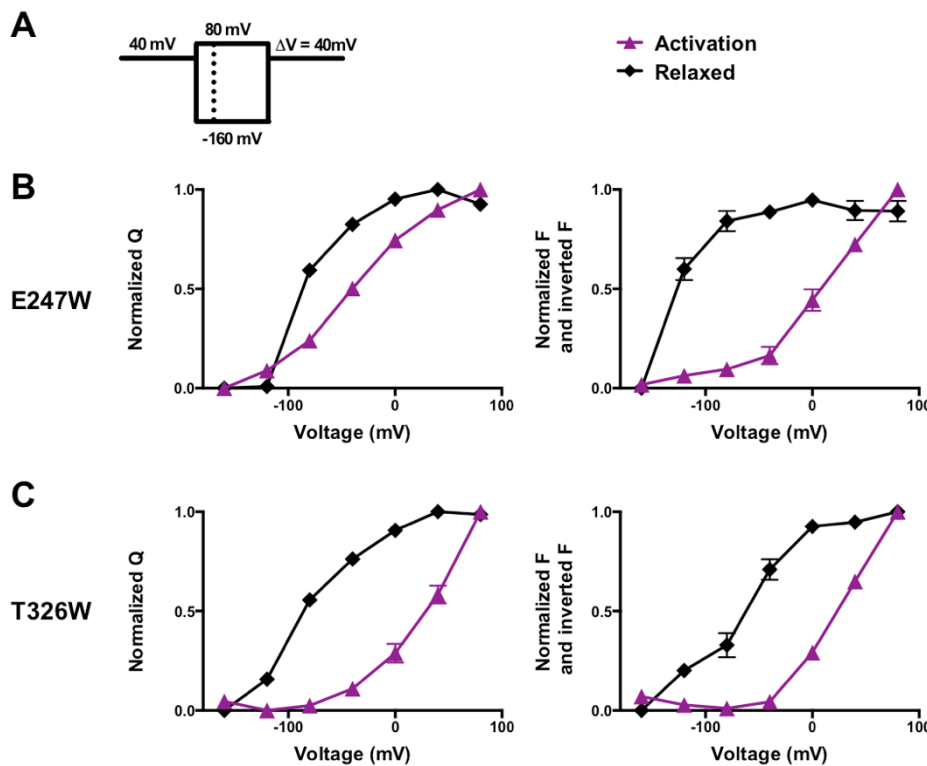 A
40 mV
80 mV
ΔV = 40mV
-160 mV
Activation
Relaxed
B
E247W
Normalized Q
1.0
0.5
0.0
-100
0
100
Voltage (mV)
Normalized F
and inverted F
1.0
0.5
0.0
-100
0
100
Voltage (mV)
C
T326W
Normalized Q
1.0
0.5
0.0
-100
0
100
Voltage (mV)
Normalized F
and inverted F
1.0
0.5
0.0
-100
0
100
Voltage (mV)